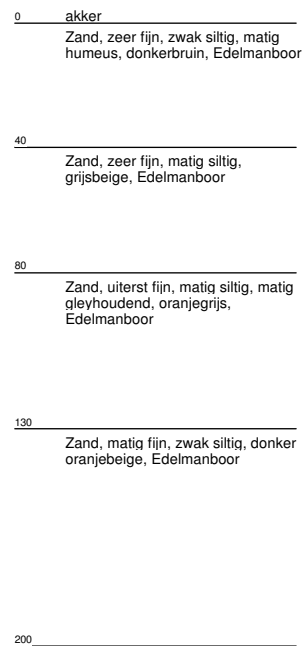 0 akker
Zand, zeer fijn, zwak siltig, matig
humeus, donkerbruin, Edelmanboor
40
Zand, zeer fijn, matig siltig,
grijsbeige, Edelmanboor
80
Zand, uiterst fijn, matig siltig, matig
gleyhoudend, oranjegrijs,
Edelmanboor
130
Zand, matig fijn, zwak siltig, donker
oranjebeige, Edelmanboor
200